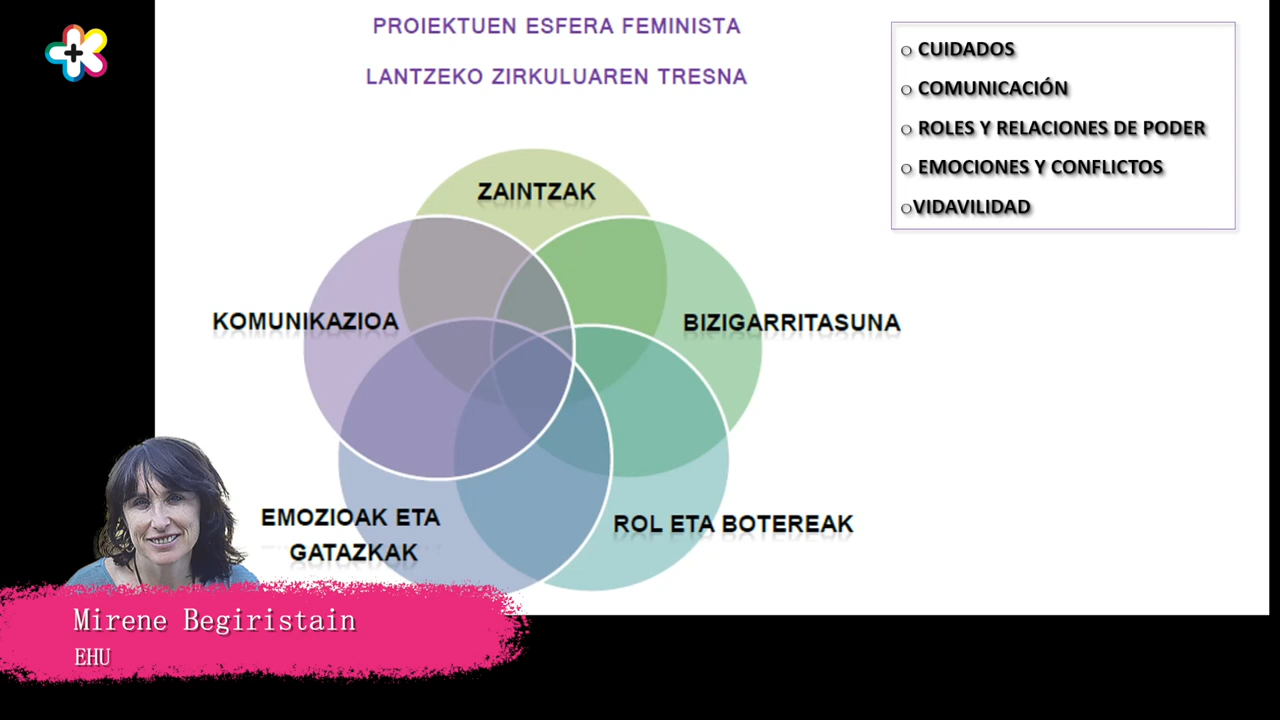 PROIEKTUEN ESFERA FEMINISTA
LANTZEKO ZIRKULUAREN TRESNA
CUIDADOS
COMUNICACIÓN
ROLES Y RELACIONES DE PODER
EMOCIONES Y CONFLICTOS
VIDAVILIDAD
ZAINTZAK
KOMUNIKAZIOA
BIZIGARRITASUNA
EMOZIOAK ETA
GATAZKAK
ROL ETA BOTEREAK
Mirene Begiristain
EHU